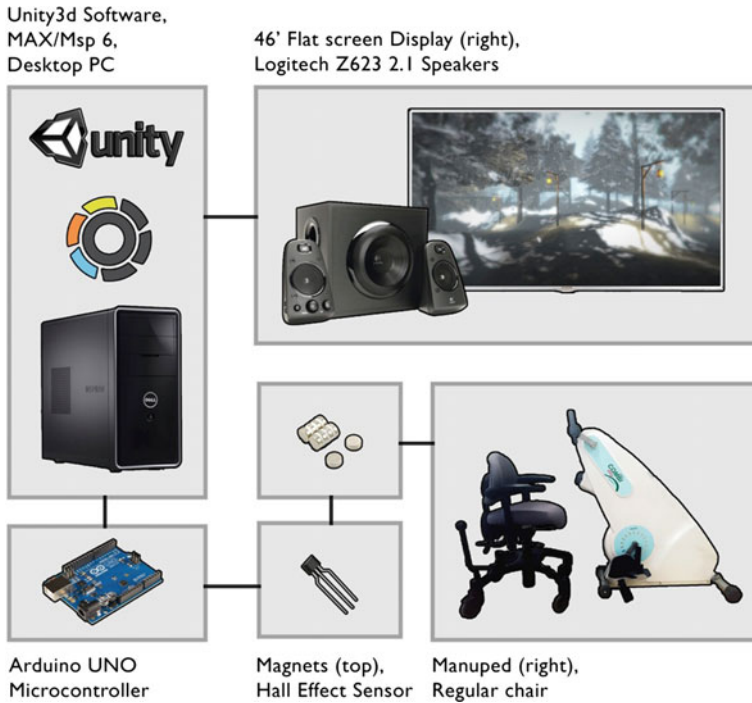 Unity3d Software,
MAX/Msp 6,
Desktop PC
46' Flat screen Display (right),
Logitech Z623 2.1 Speakers
unity
DELL
Arduino UNO
Microcontroller
Magnets (top),
Hall Effect Sensor
Manuped (right),
Regular chair